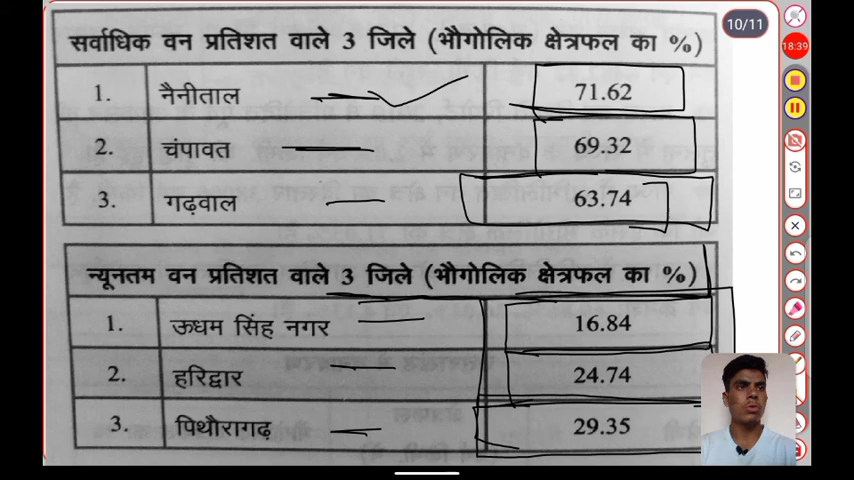 10/11
18:39
सर्वाधिक वन प्रतिशत वाले 3 जिले (भौगोलिक क्षेत्रफल का %)
1. नैनीताल 71.62
2. चंपावत 69.32
3. गढ़वाल 63.74
न्यूनतम वन प्रतिशत वाले 3 जिले (भौगोलिक क्षेत्रफल का %)
1. ऊधम सिंह नगर 16.84
2. हरिद्वार 24.74
3. पिथौरागढ़ 29.35